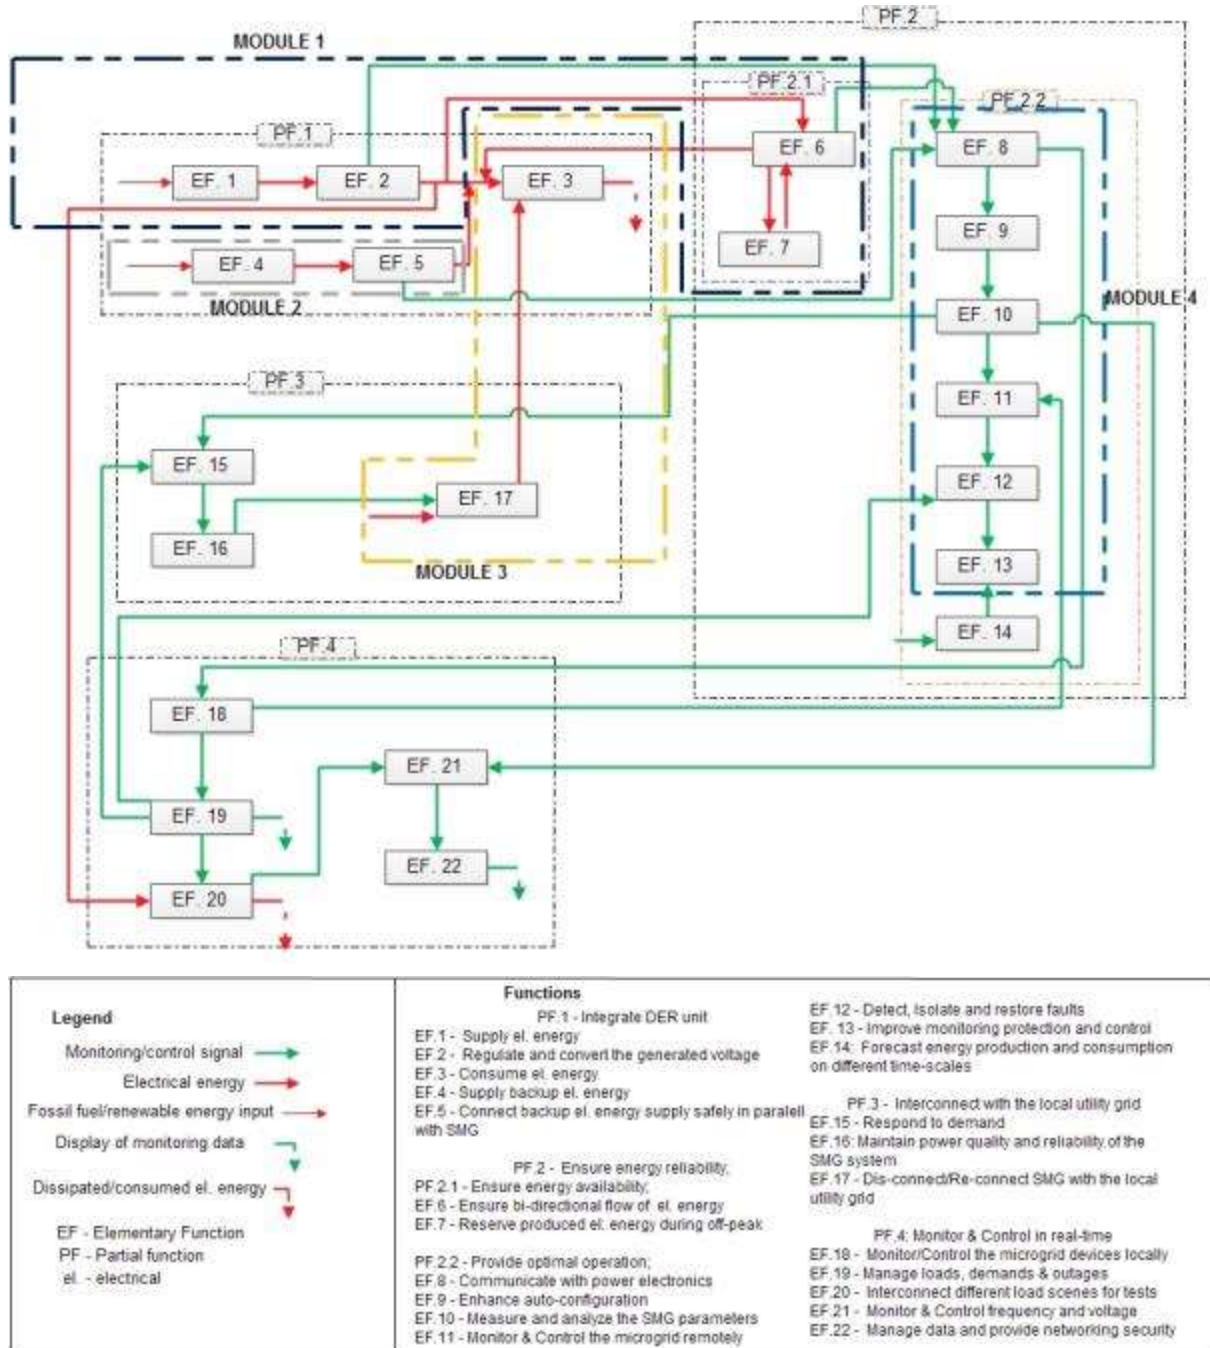 PF.2
MODULE 1
PF.2.1
PF.2.2
PF.1
EF. 6
EF. 8
EF. 1
EF. 2
EF. 3
EF. 9
EF. 7
EF. 4
EF. 5
MODULE 2
MODULE 4
EF. 10
PF.3
EF. 11
EF. 15
EF. 12
EF. 17
EF. 16
EF. 13
MODULE 3
EF. 14
PF.4
EF. 18
EF. 21
EF. 19
EF. 22
EF. 20
Legend
Monitoring/control signal
Electrical energy
Fossil fuel/renewable energy input
Display of monitoring data
Dissipated/consumed el. energy
EF - Elementary Function
PF - Partial function
el. - electrical
Functions
PF.1 - Integrate DER unit
EF.1 - Supply el. energy
EF.2 - Regulate and convert the generated voltage
EF.3 - Consume el. energy
EF.4 - Supply backup el. energy
EF.5 - Connect backup el. energy supply safely in paralell
with SMG
PF.2 - Ensure energy reliability;
PF.2.1 - Ensure energy availability;
EF.6 - Ensure bi-directional flow of el. energy
EF.7 - Reserve produced el. energy during off-peak
PF.2.2 - Provide optimal operation;
EF.8 - Communicate with power electronics
EF.9 - Enhance auto-configuration
EF.10 - Measure and analyze the SMG parameters
EF.11 - Monitor & Control the microgrid remotely
EF.12 - Detect, Isolate and restore faults
EF. 13 - Improve monitoring protection and control
EF.14: Forecast energy production and consumption
on different time-scales
PF.3 - Interconnect with the local utility grid
EF.15 - Respond to demand
EF.16: Maintain power quality and reliability of the
SMG system
EF.17 - Dis-connect/Re-connect SMG with the local
utility grid
PF.4: Monitor & Control in real-time
EF.18 - Monitor/Control the microgrid devices locally
EF.19 - Manage loads, demands & outages
EF.20 - Interconnect different load scenes for tests
EF.21 - Monitor & Control frequency and voltage
EF.22 - Manage data and provide networking security